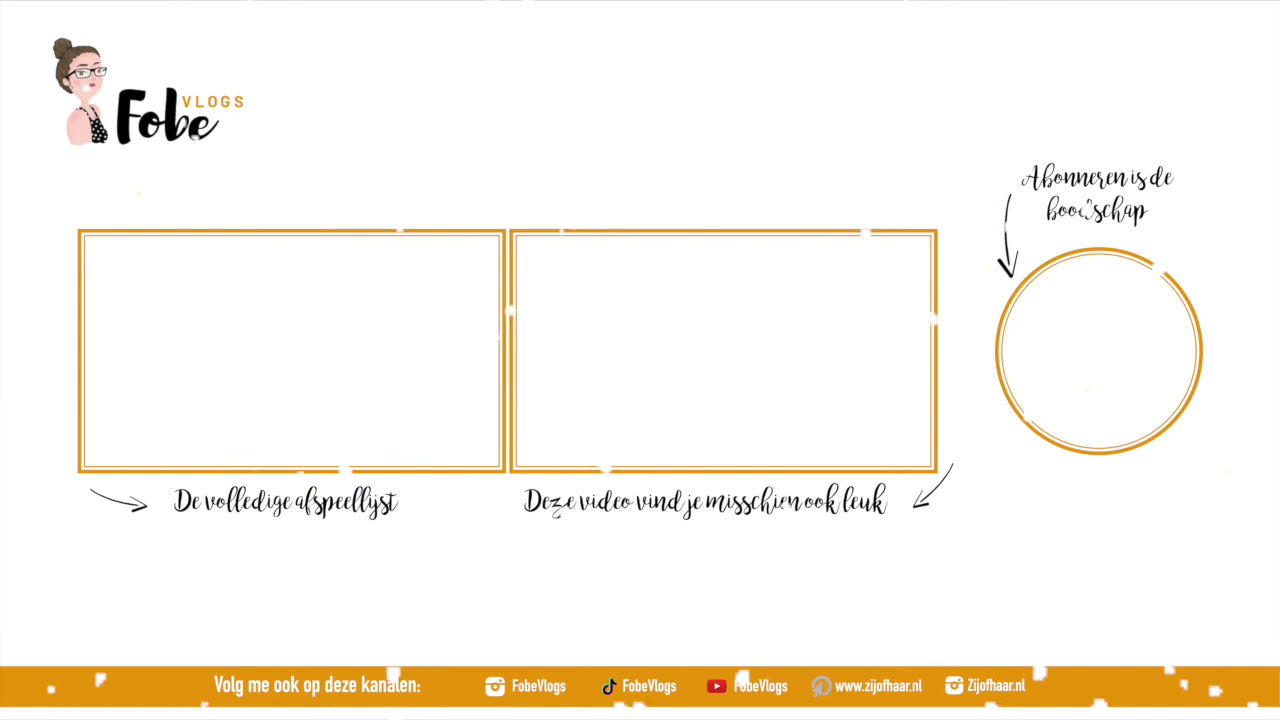 VLOGS
Fobe
Abonneren is de
boodschap
De volledige afspeellijst
Deze video vind je misschien ook leuk
Volg me ook op deze kanalen:
FobeVlogs
FobeVlogs
FobeVlogs
www.zijofhaar.nl
Zijofhaar.nl